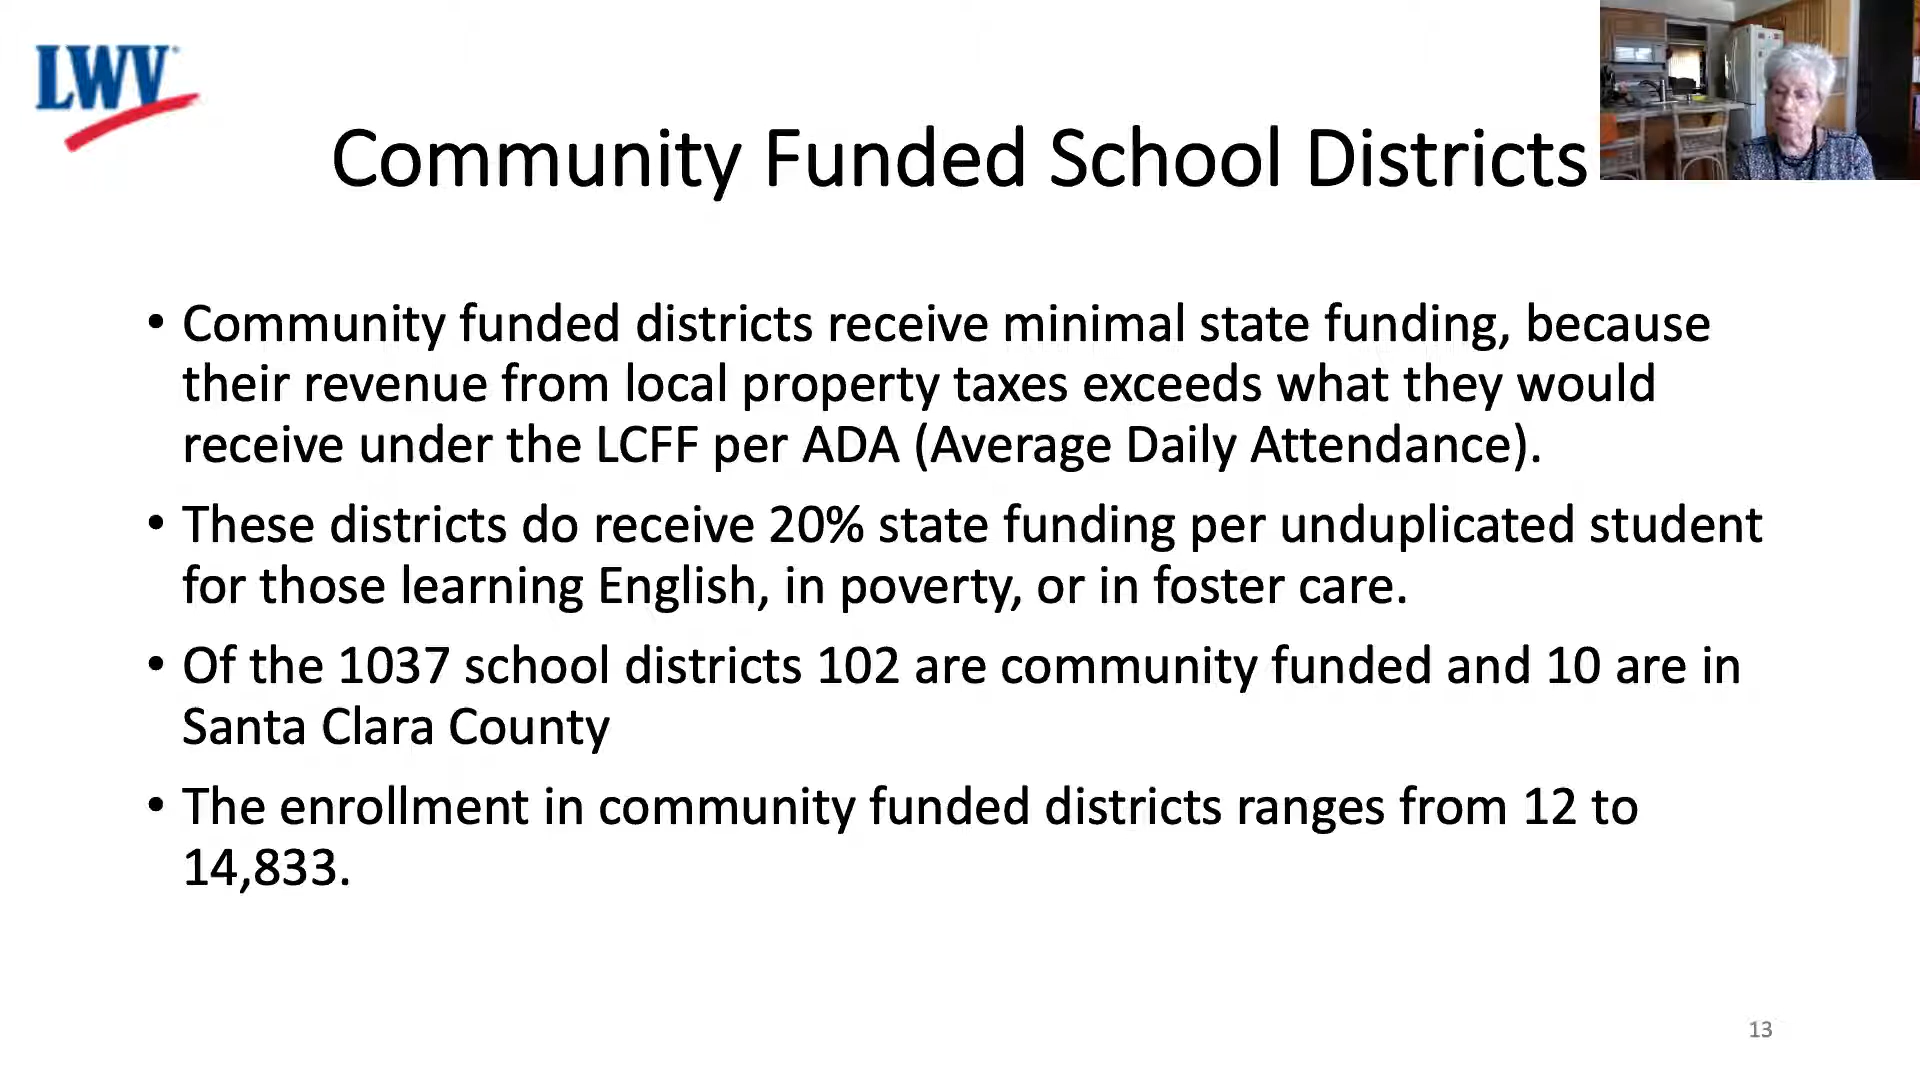 LWV
Community Funded School Districts
• Community funded districts receive minimal state funding, because
their revenue from local property taxes exceeds what they would
receive under the LCFF per ADA (Average Daily Attendance).
• These districts do receive 20% state funding per unduplicated student
for those learning English, in poverty, or in foster care.
• Of the 1037 school districts 102 are community funded and 10 are in
Santa Clara County
• The enrollment in community funded districts ranges from 12 to
14,833.
13